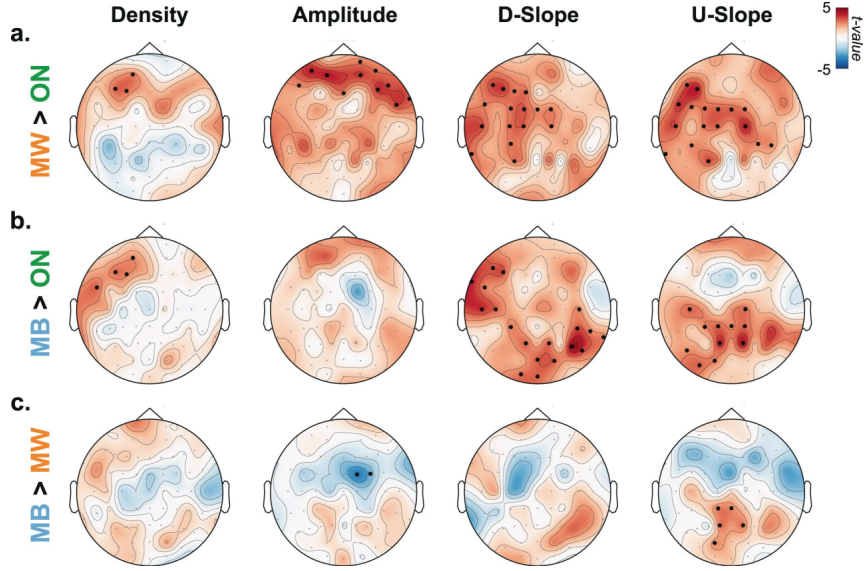 Density Amplitude D-Slope U-Slope
5
-5
t-value
a.
MW > ON
b.
MB > ON
c.
MB > MW